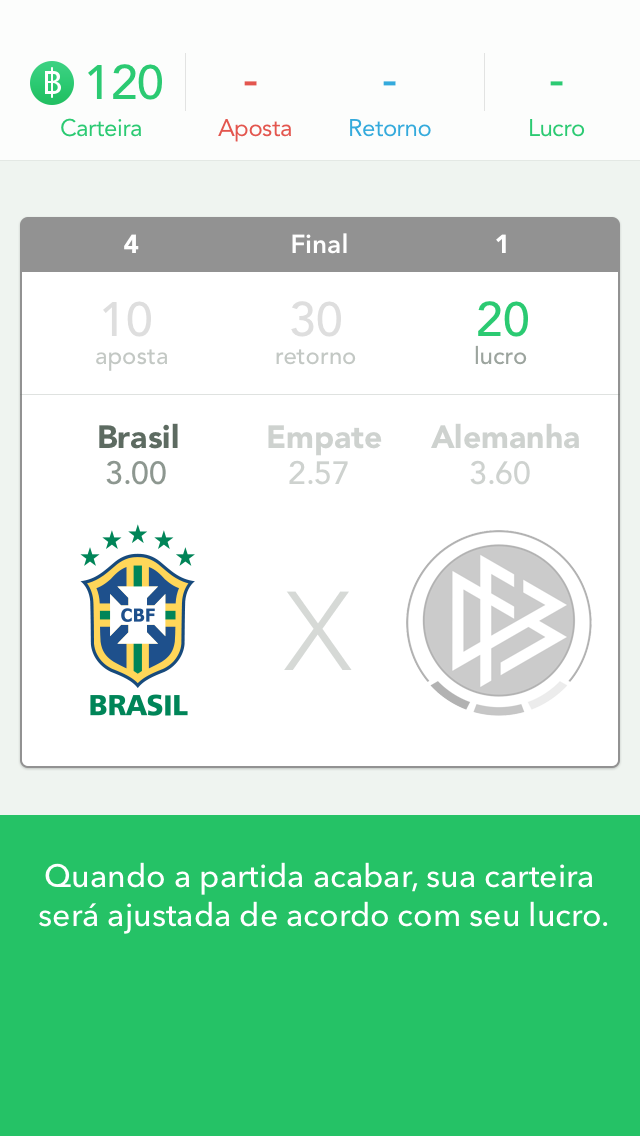 120 - - -
Carteira Aposta Retorno Lucro
4 Final 1
10 30 20
aposta retorno lucro
Brasil Empate Alemanha
3.00 2.57 3.60
CBF X
BRASIL
Quando a partida acabar, sua carteira
será ajustada de acordo com seu lucro.